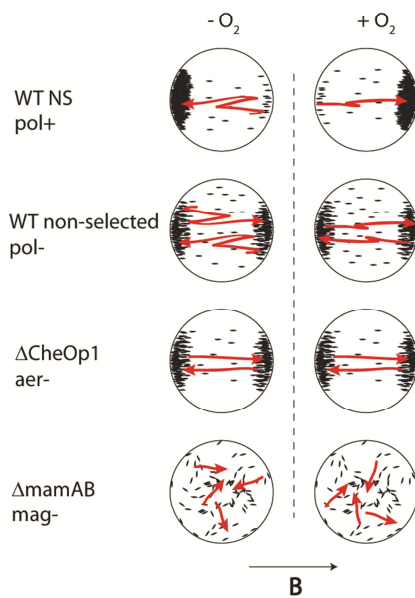 - O₂ + O₂
WT NS
pol+
WT non-selected
pol-
ΔCheOp1
aer-
ΔmamAB
mag-
B